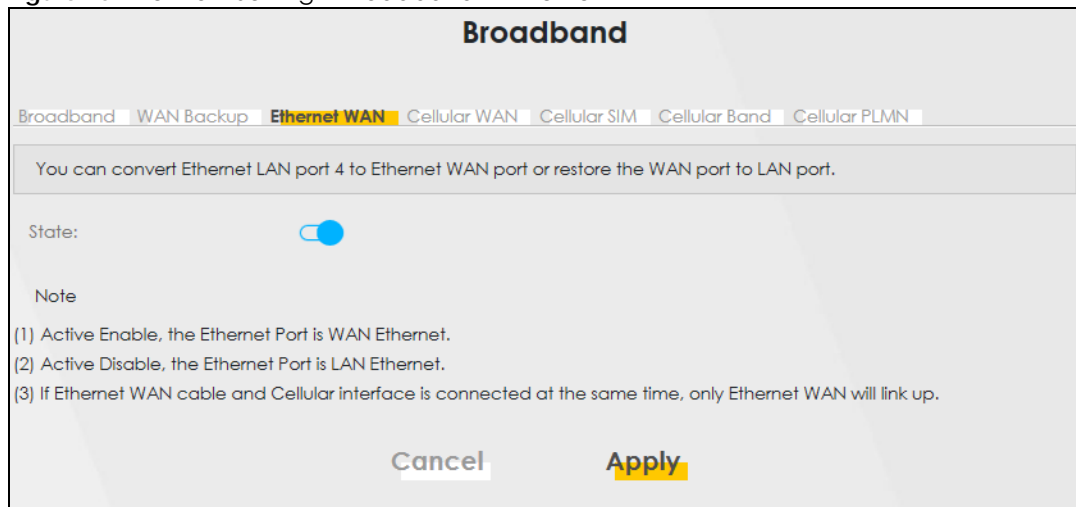 Broadband
Broadband WAN Backup Ethernet WAN Cellular WAN Cellular SIM Cellular Band Cellular PLMN
You can convert Ethernet LAN port 4 to Ethernet WAN port or restore the WAN port to LAN port.
State:
Note
(1) Active Enable, the Ethernet Port is WAN Ethernet.
(2) Active Disable, the Ethernet Port is LAN Ethernet.
(3) If Ethernet WAN cable and Cellular interface is connected at the same time, only Ethernet WAN will link up.
Cancel Apply